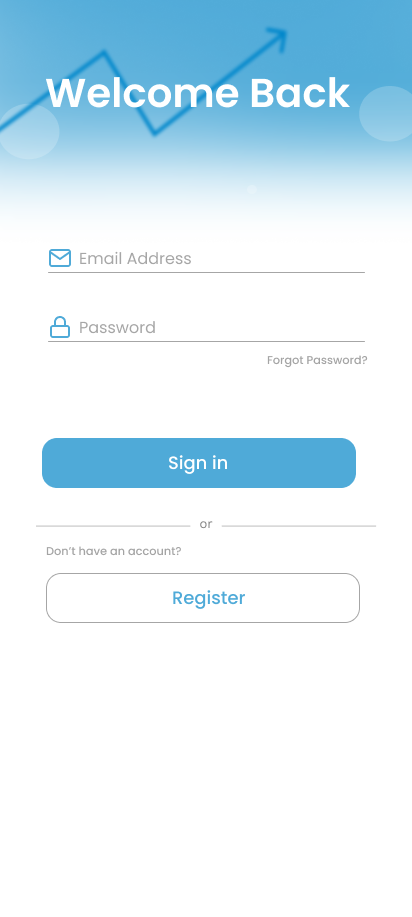 Welcome Back
Email Address
Password
Forgot Password?
Sign in
or
Don't have an account?
Register